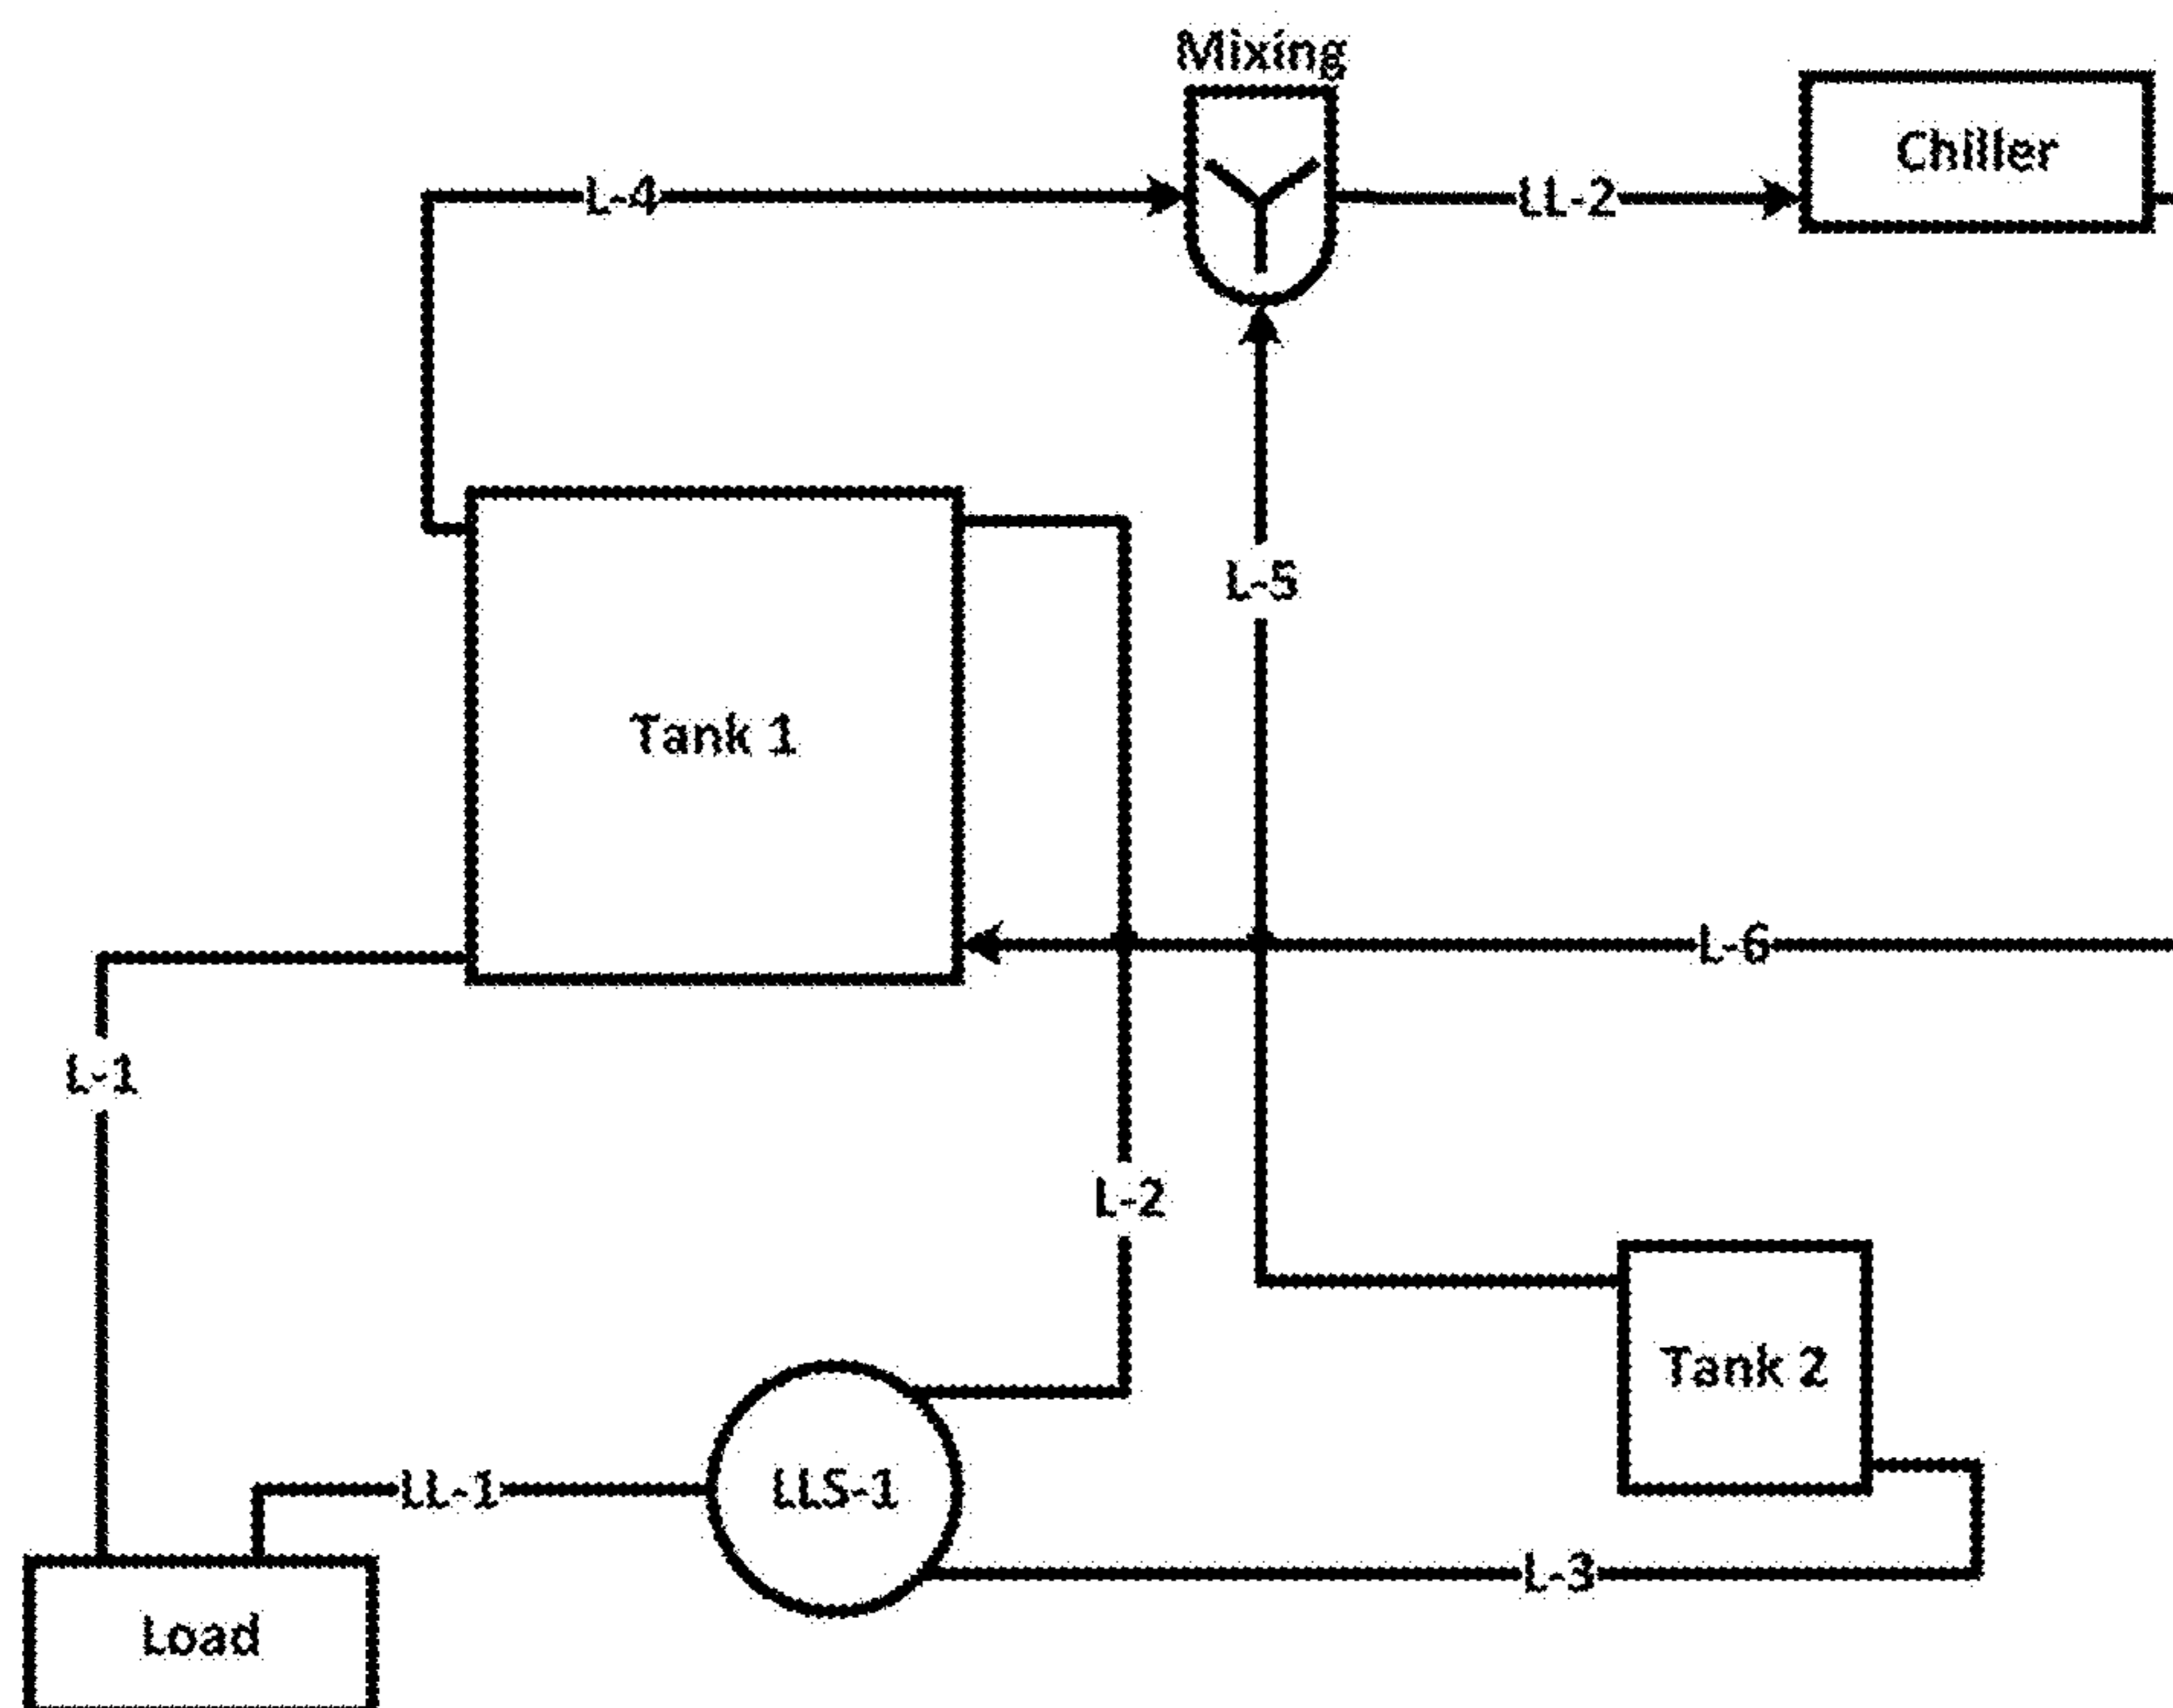 Mixing
Chiller
L-4
LL-2
L-5
Tank 1
L-6
L-1
L-2
Tank 2
LL-1
LLS-1
L-3
Load